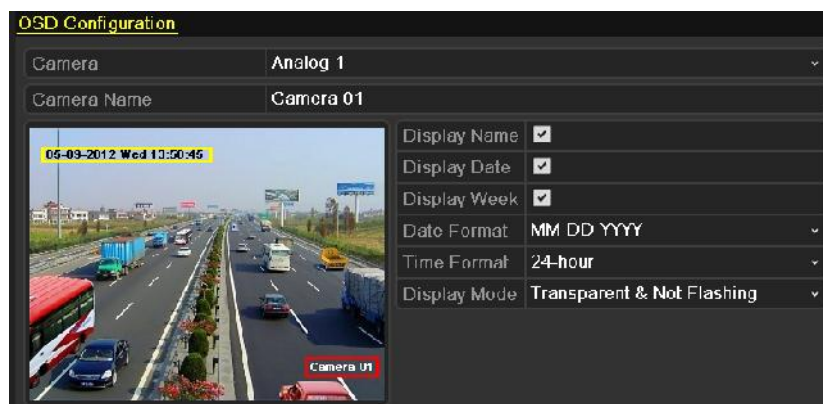 OSD Configuration
Camera Analog 1
Camera Name Camera 01
05-09-2012 Wed 13:50:45
Display Name
Display Date
Display Week
Date Format MM DD YYYY
Time Format 24-hour
Display Mode Transparent & Not Flashing
Camera 01